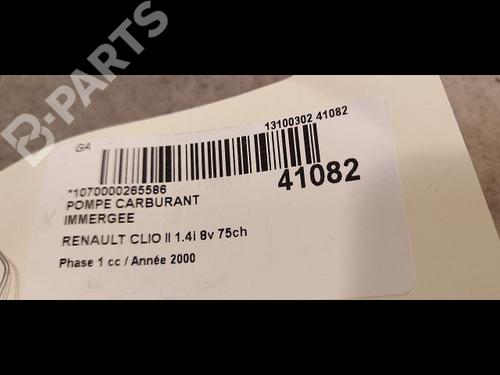 B-PARTS
GA
13100302 41082
41082
*1070000265586
POMPE CARBURANT
IMMERGEE
RENAULT CLIO II 1.4i 8v 75ch
Phase 1 cc / Année 2000